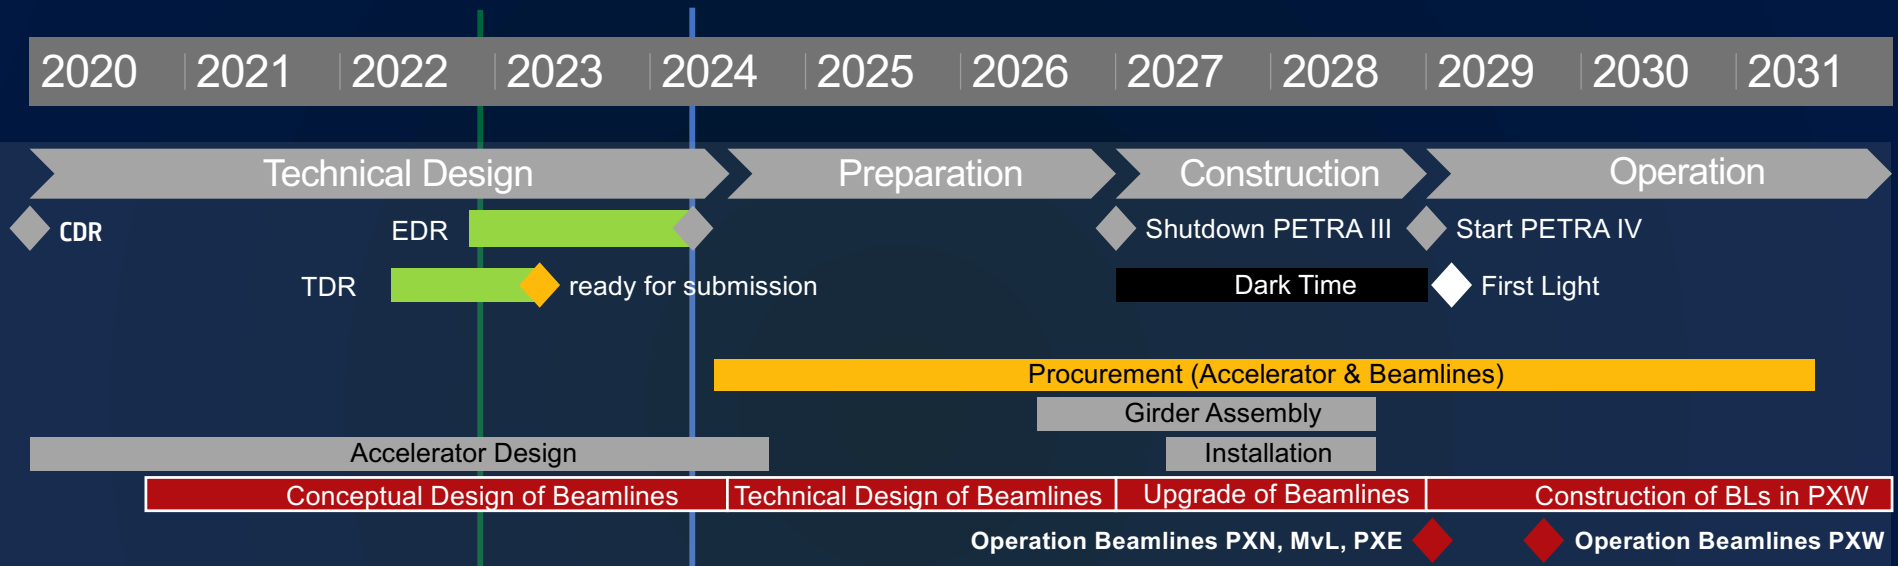 2020 2021 2022 2023 2024 2025 2026 2027 2028 2029 2030 2031
Technical Design Preparation Construction Operation
CDR EDR Shutdown PETRA III Start PETRA IV
TDR ready for submission Dark Time First Light
Procurement (Accelerator & Beamlines)
Girder Assembly
Accelerator Design Installation
Conceptual Design of Beamlines Technical Design of Beamlines Upgrade of Beamlines Construction of BLs in PXW
Operation Beamlines PXN, MvL, PXE Operation Beamlines PXW